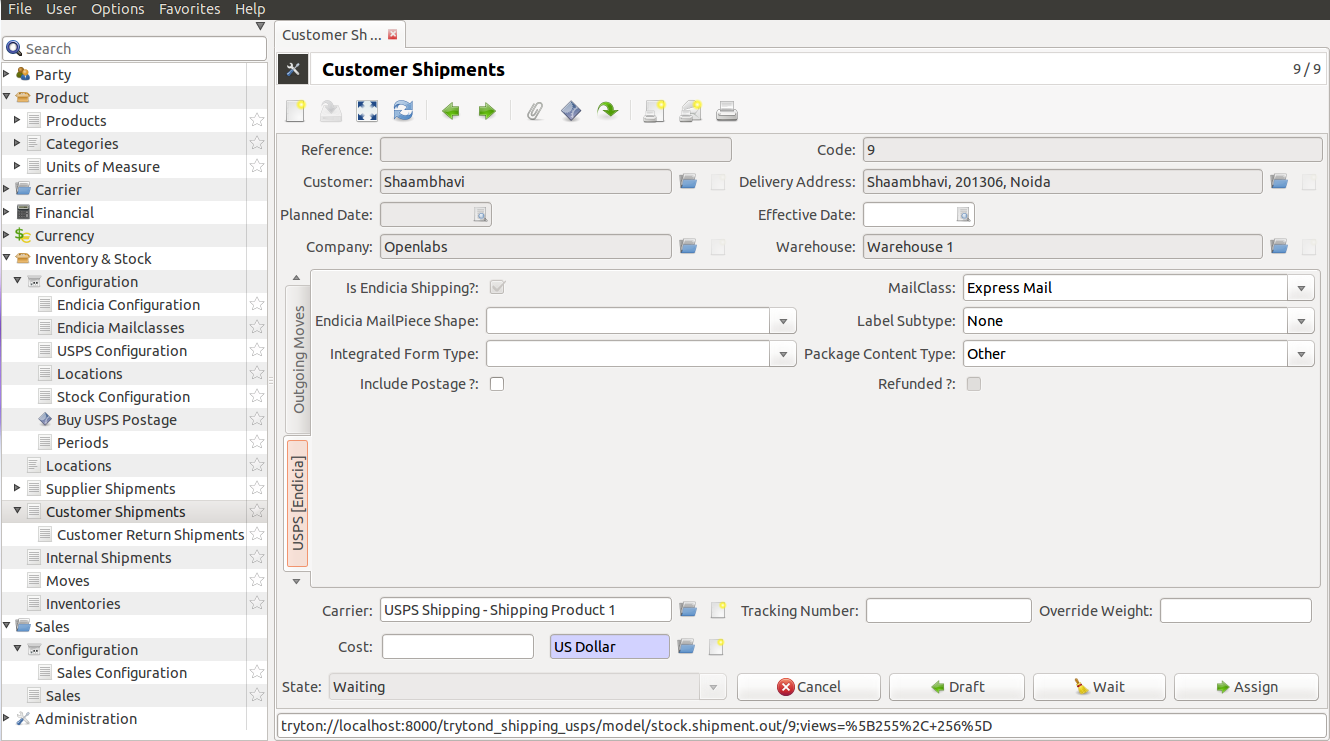 File User Options Favorites Help
Search
Party
Product
Products
Categories
Units of Measure
Carrier
Financial
Currency
Inventory & Stock
Configuration
Endicia Configuration
Endicia Mailclasses
USPS Configuration
Locations
Stock Configuration
Buy USPS Postage
Periods
Locations
Supplier Shipments
Customer Shipments
Customer Return Shipments
Internal Shipments
Moves
Inventories
Sales
Configuration
Sales Configuration
Sales
Administration
Customer Sh ...
Customer Shipments 9 / 9
Reference: Code: 9
Customer: Shaambhavi Delivery Address: Shaambhavi, 201306, Noida
Planned Date: Effective Date:
Company: Openlabs Warehouse: Warehouse 1
Outgoing Moves
USPS [Endicia]
Is Endicia Shipping?: MailClass: Express Mail
Endicia MailPiece Shape: Label Subtype: None
Integrated Form Type: Package Content Type: Other
Include Postage ?: Refunded ?:
Carrier: USPS Shipping - Shipping Product 1 Tracking Number: Override Weight:
Cost: US Dollar
State: Waiting Cancel Draft Wait Assign
tryton://localhost:8000/trytond_shipping_usps/model/stock.shipment.out/9;views=%5B255%2C+256%5D